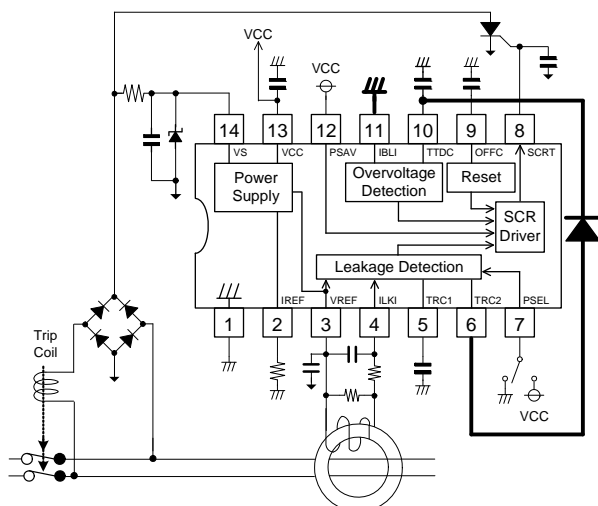 VCC
VCC
14 13 12 11 10 9 8
VS VCC PSAV IBLI TTDC OFFC SCRT
Power
Supply
Overvoltage
Detection
Reset
SCR
Driver
Leakage Detection
IREF VREF ILKI TRC1 TRC2 PSEL
1 2 3 4 5 6 7
Trip
Coil
VCC